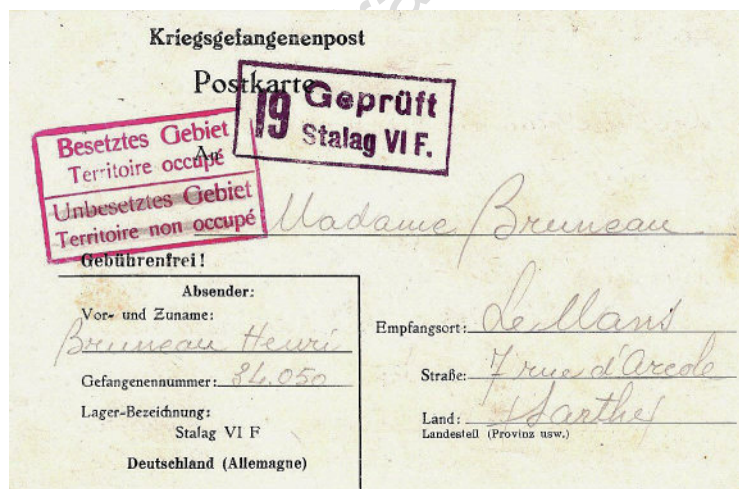 Kriegsgefangenenpost
Postkarte
19 Geprüft
Stalag VI F.
Besetztes Gebiet
Territoire occupé
Unbesetztes Gebiet
Territoire non occupé
An
Madame Bruneau
Gebührenfrei!
Absender:
Vor- und Zuname:
Bruneau Henri
Gefangenennummer: 34.050
Lager-Bezeichnung:
Stalag VI F
Deutschland (Allemagne)
Empfangsort: Le Mans
Straße: 7 rue d'Arcole
Land: (Sarthe)
Landesteil (Provinz usw.)